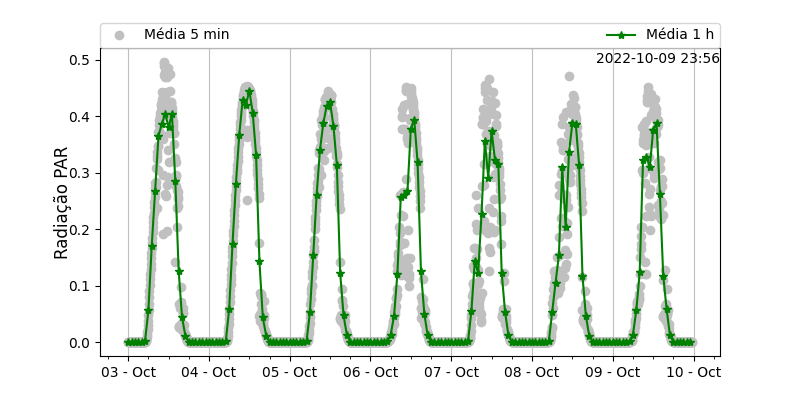 Média 5 min
Média 1 h
2022-10-09 23:56
Radiação PAR
0.5
0.4
0.3
0.2
0.1
0.0
03 - Oct
04 - Oct
05 - Oct
06 - Oct
07 - Oct
08 - Oct
09 - Oct
10 - Oct